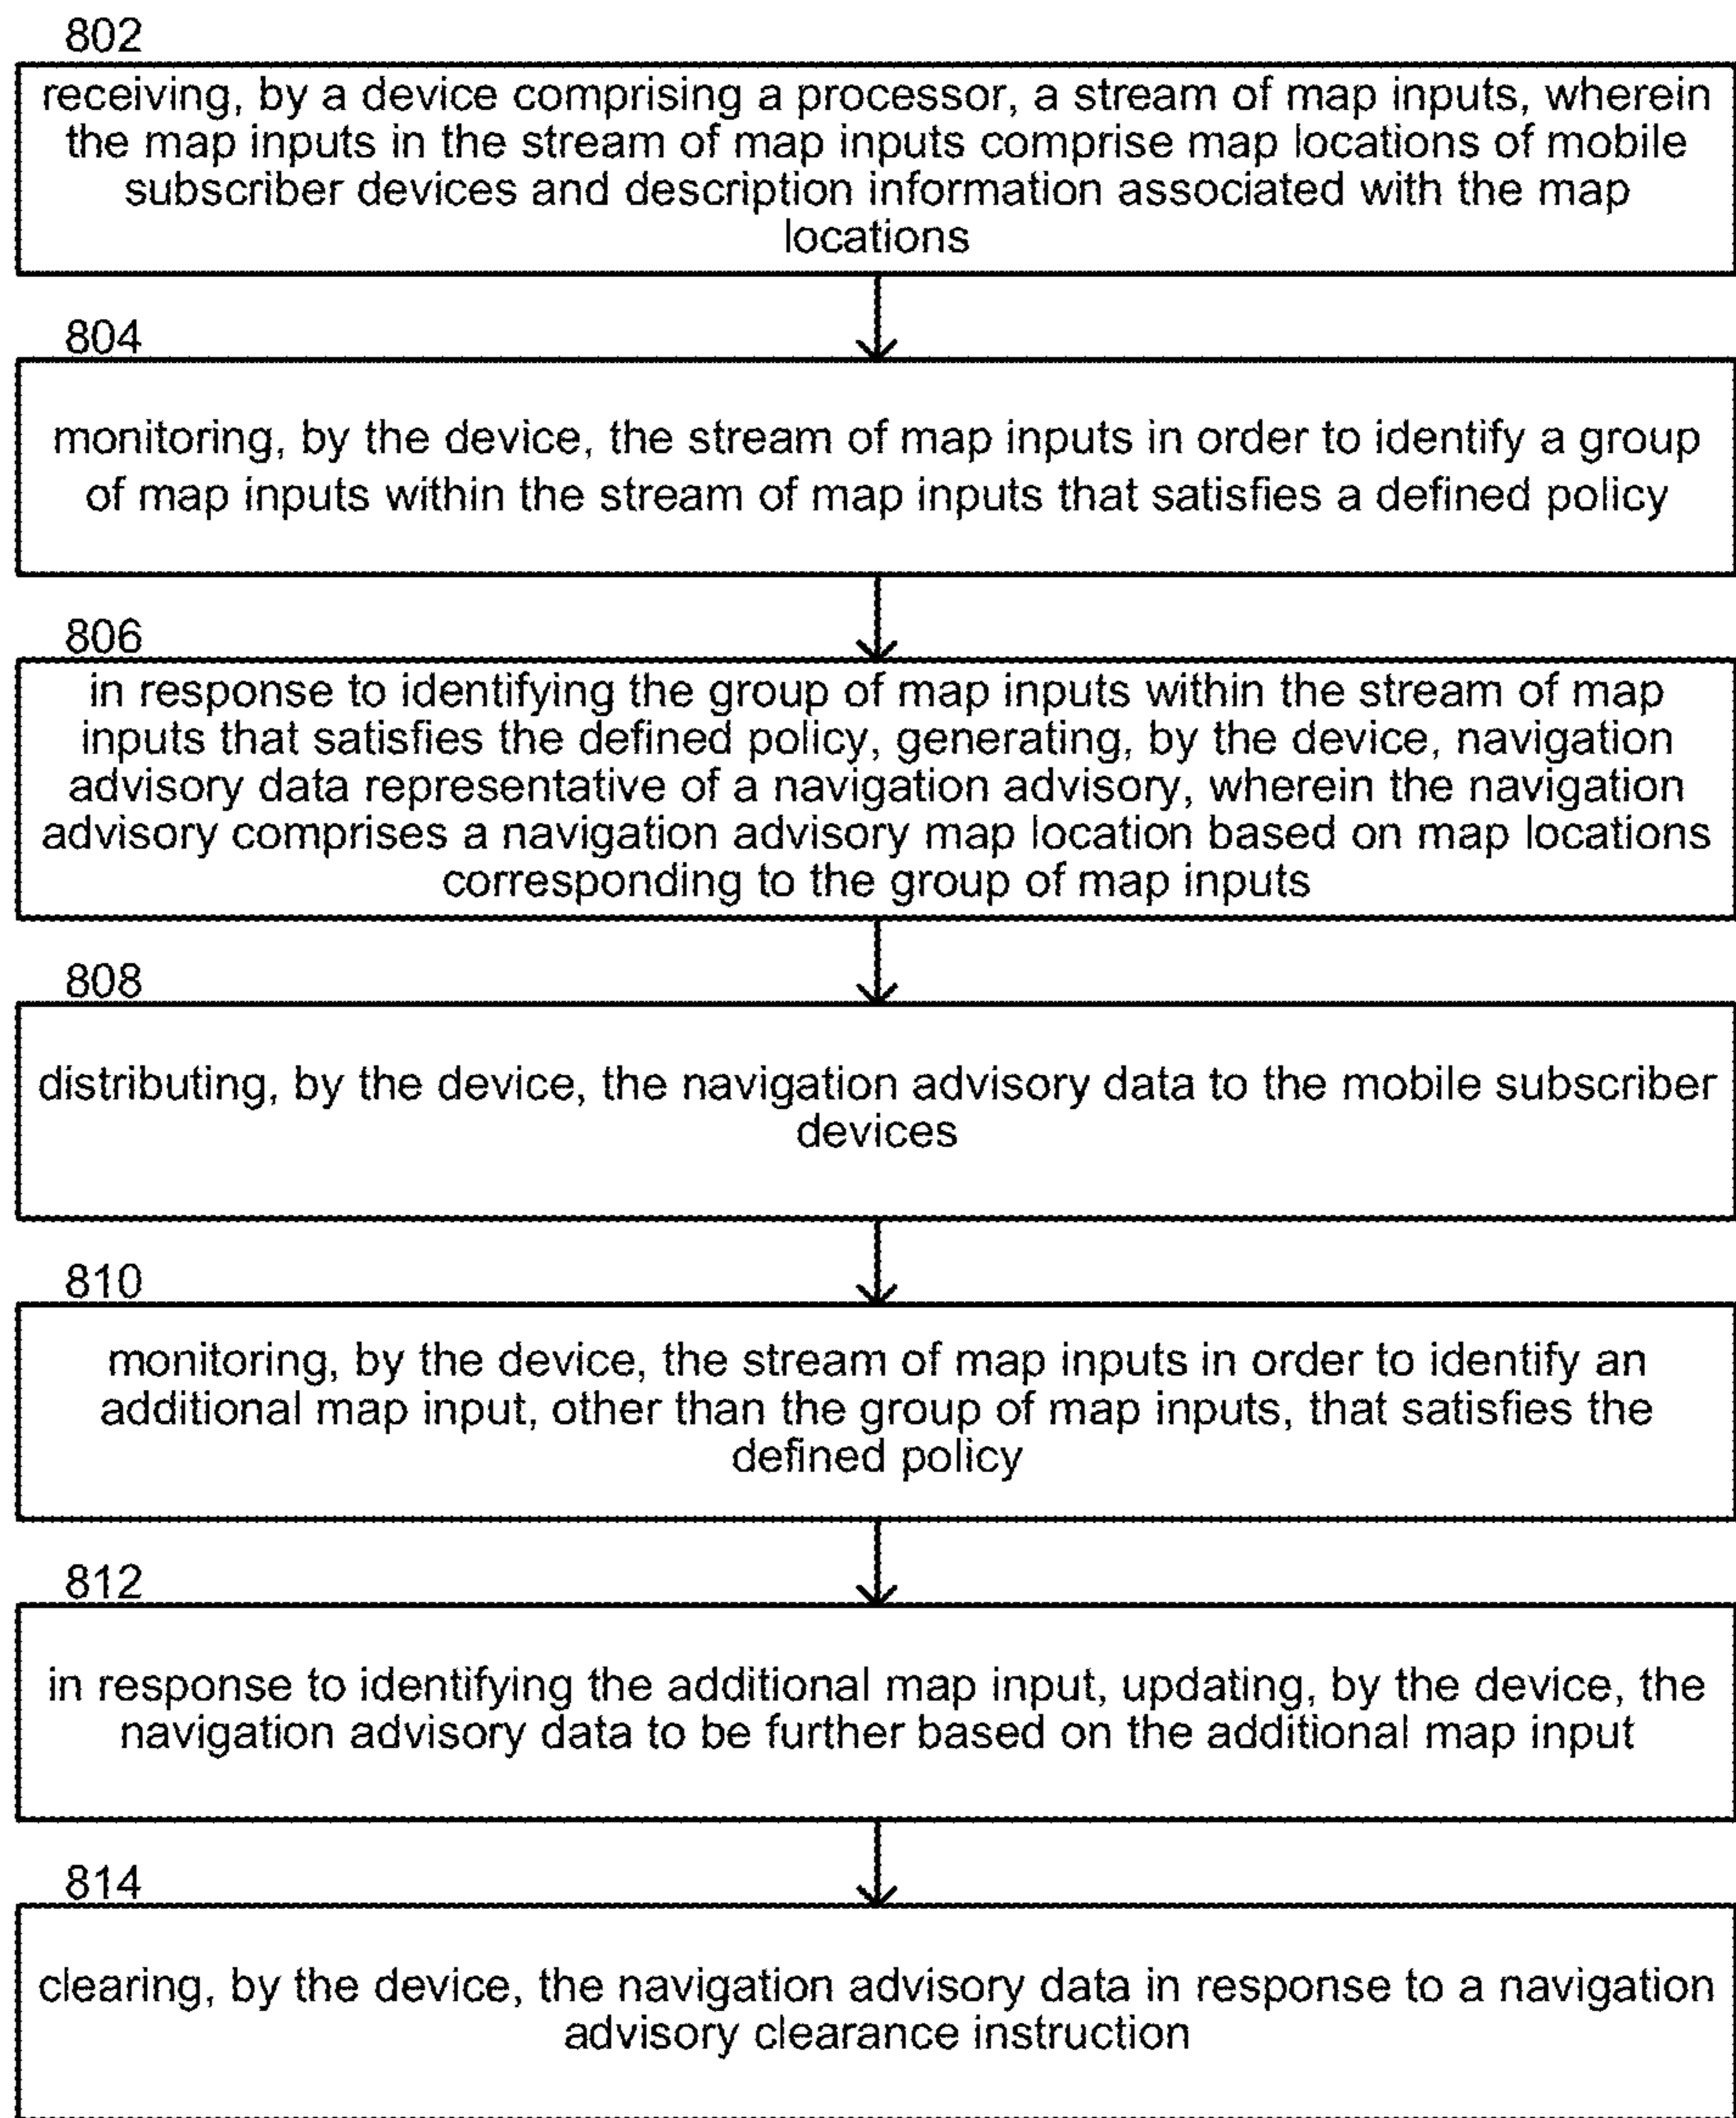 802
receiving, by a device comprising a processor, a stream of map inputs, wherein
the map inputs in the stream of map inputs comprise map locations of mobile
subscriber devices and description information associated with the map
locations
804
monitoring, by the device, the stream of map inputs in order to identify a group
of map inputs within the stream of map inputs that satisfies a defined policy
806
in response to identifying the group of map inputs within the stream of map
inputs that satisfies the defined policy, generating, by the device, navigation
advisory data representative of a navigation advisory, wherein the navigation
advisory comprises a navigation advisory map location based on map locations
corresponding to the group of map inputs
808
distributing, by the device, the navigation advisory data to the mobile subscriber
devices
810
monitoring, by the device, the stream of map inputs in order to identify an
additional map input, other than the group of map inputs, that satisfies the
defined policy
812
in response to identifying the additional map input, updating, by the device, the
navigation advisory data to be further based on the additional map input
814
clearing, by the device, the navigation advisory data in response to a navigation
advisory clearance instruction